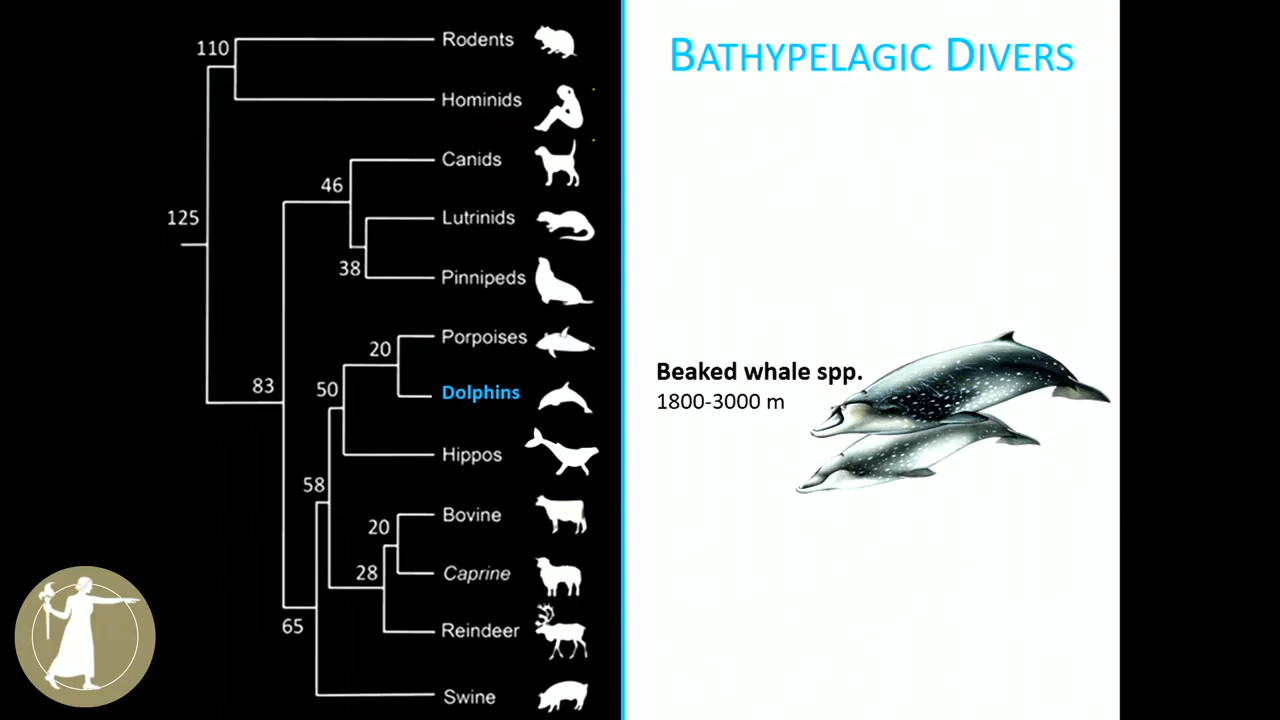 110
Rodents
Hominids
Canids
46
Lutrinids
125
38
Pinnipeds
Porpoises
20
83
50
Dolphins
Hippos
58
Bovine
20
28
Caprine
65
Reindeer
Swine
BATHYPELAGIC DIVERS
Beaked whale spp.
1800-3000 m